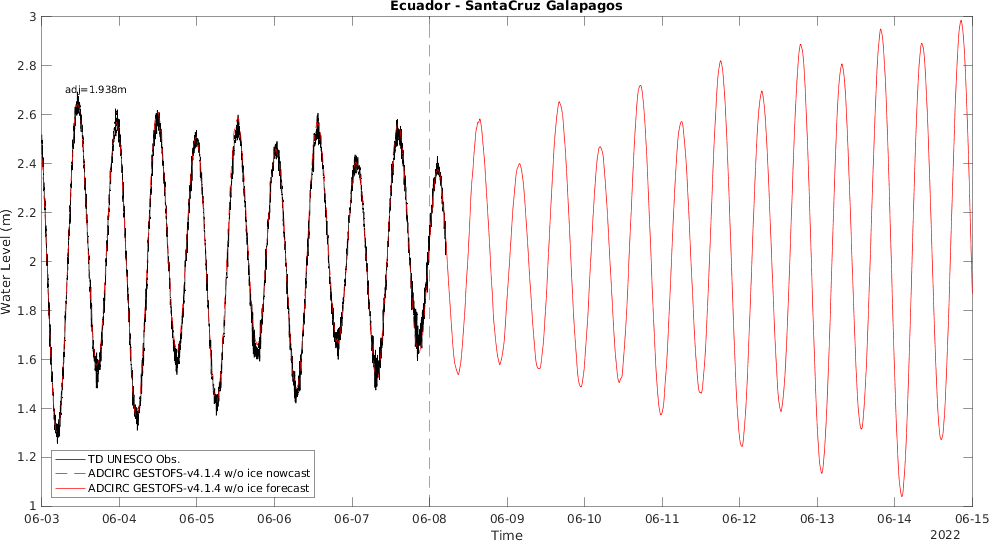 Ecuador - SantaCruz Galapagos
3
2.8
2.6
2.4
2.2
2
1.8
1.6
1.4
1.2
1
Water Level (m)
adj=1.938m
TD UNESCO Obs.
ADCIRC GESTOFS-v4.1.4 w/o ice nowcast
ADCIRC GESTOFS-v4.1.4 w/o ice forecast
06-03 06-04 06-05 06-06 06-07 06-08 06-09 06-10 06-11 06-12 06-13 06-14 06-15
Time
2022